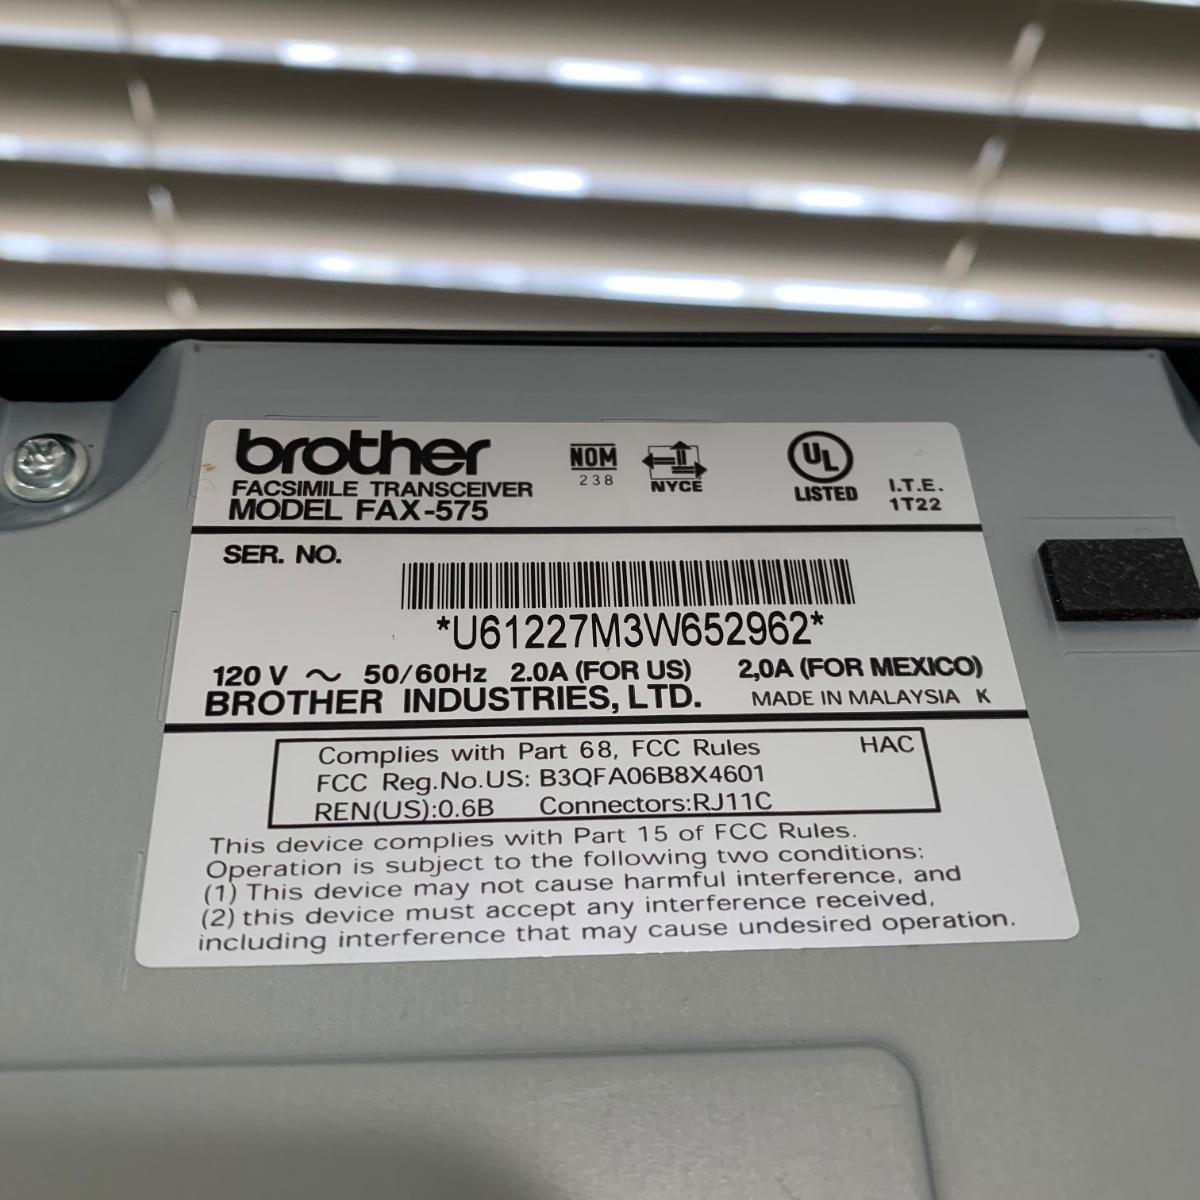 brother
FACSIMILE TRANSCEIVER
MODEL FAX-575
NOM
238
NYCE
UL
LISTED
I.T.E.
1T22
SER. NO.
*U61227M3W652962*
120 V ~ 50/60Hz 2.0A (FOR US) 2,0A (FOR MEXICO)
BROTHER INDUSTRIES, LTD. MADE IN MALAYSIA K
Complies with Part 68, FCC Rules HAC
FCC Reg.No.US: B3QFA06B8X4601
REN(US):0.6B Connectors:RJ11C
This device complies with Part 15 of FCC Rules.
Operation is subject to the following two conditions:
(1) This device may not cause harmful interference, and
(2) this device must accept any interference received,
including interference that may cause undesired operation.